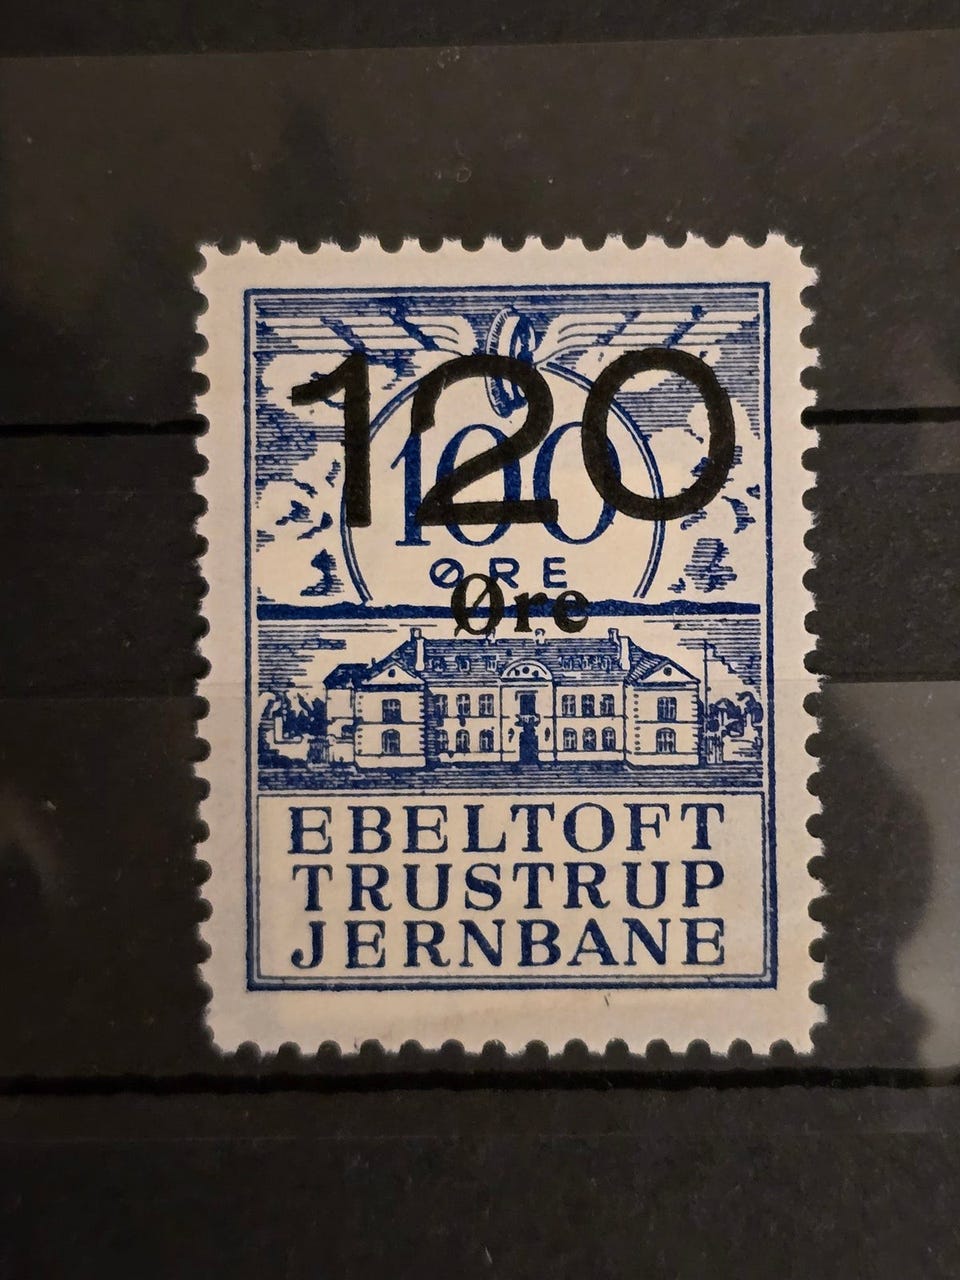 120
100
ØRE
Øre
EBELTOFT
TRUSTRUP
JERNBANE